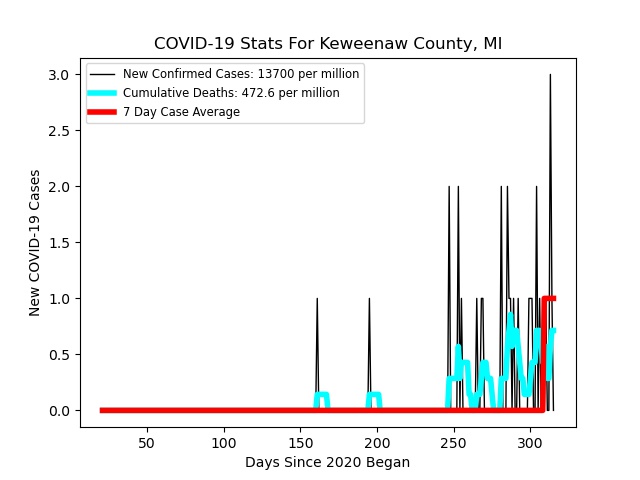 COVID-19 Stats For Keweenaw County, MI
New Confirmed Cases: 13700 per million
Cumulative Deaths: 472.6 per million
7 Day Case Average
New COVID-19 Cases
3.0
2.5
2.0
1.5
1.0
0.5
0.0
50 100 150 200 250 300
Days Since 2020 Began